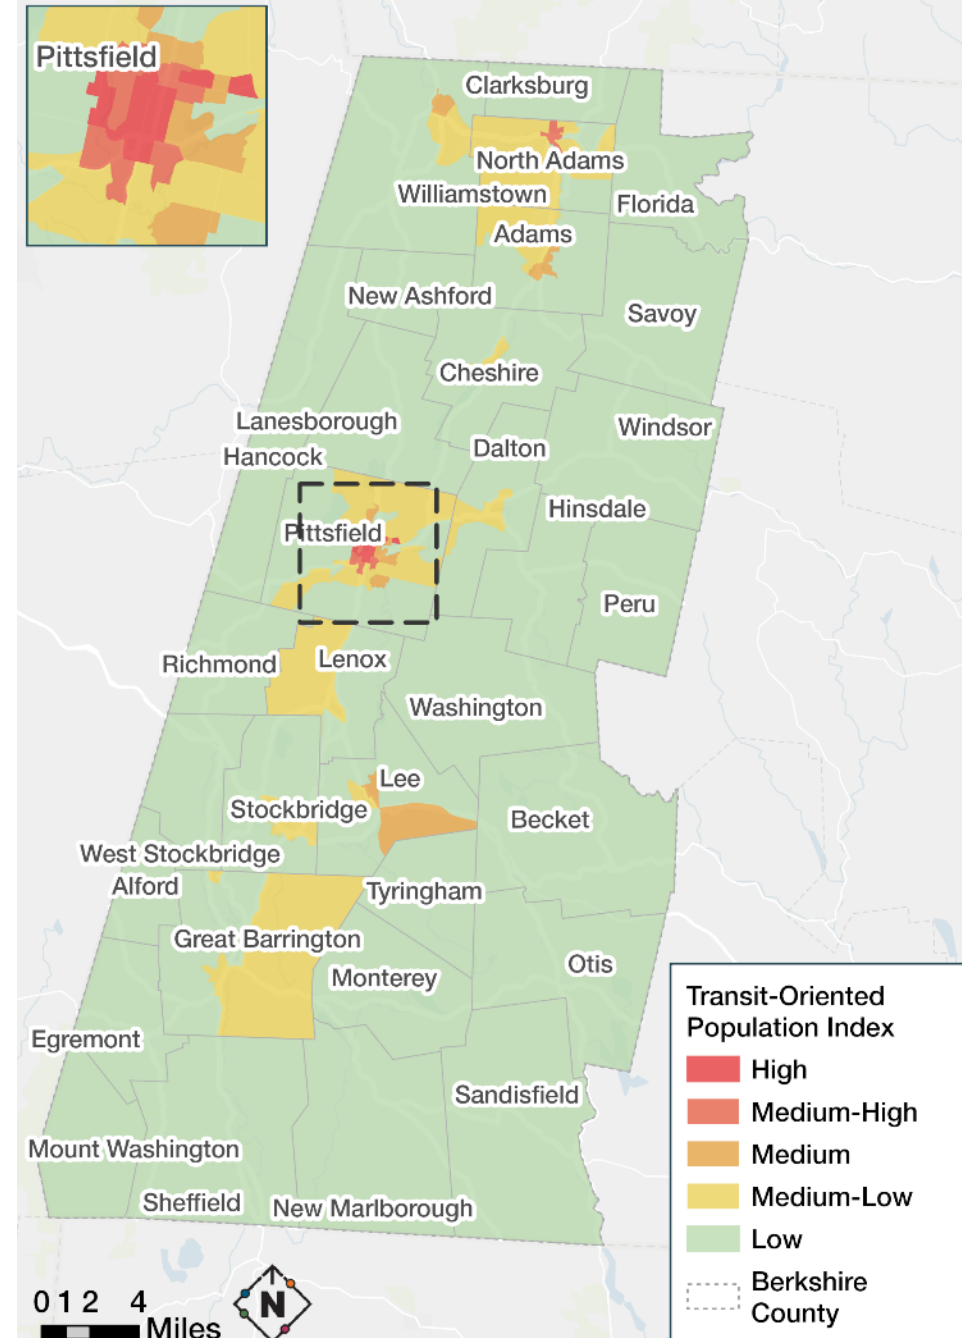 Pittsfield
Clarksburg
North Adams
Williamstown
Florida
Adams
New Ashford
Savoy
Cheshire
Lanesborough
Windsor
Dalton
Hancock
Hinsdale
Pittsfield
Peru
Richmond
Lenox
Washington
Lee
Stockbridge
Becket
West Stockbridge
Alford
Tyringham
Great Barrington
Otis
Monterey
Egremont
Sandisfield
Mount Washington
Sheffield
New Marlborough
Transit-Oriented
Population Index
High
Medium-High
Medium
Medium-Low
Low
Berkshire
County
0 1 2 4
Miles
N